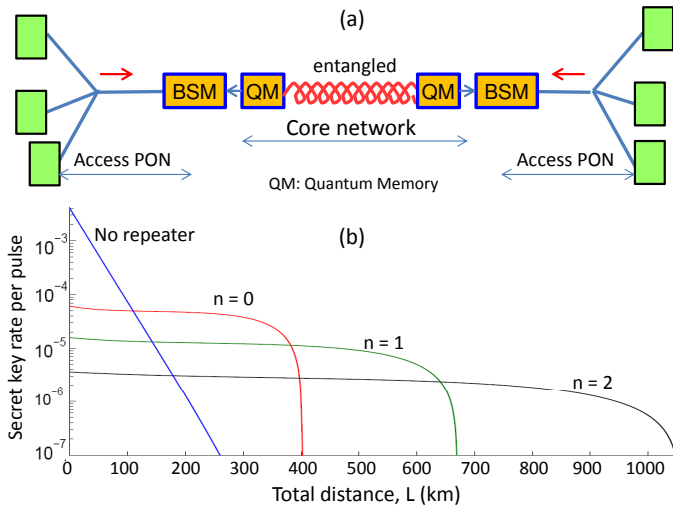 (a)
entangled
BSM QM QM BSM
Core network
Access PON Access PON
QM: Quantum Memory
(b)
No repeater
n = 0
n = 1
n = 2
Secret key rate per pulse
10⁻³
10⁻⁴
10⁻⁵
10⁻⁶
10⁻⁷
0 100 200 300 400 500 600 700 800 900 1000
Total distance, L (km)